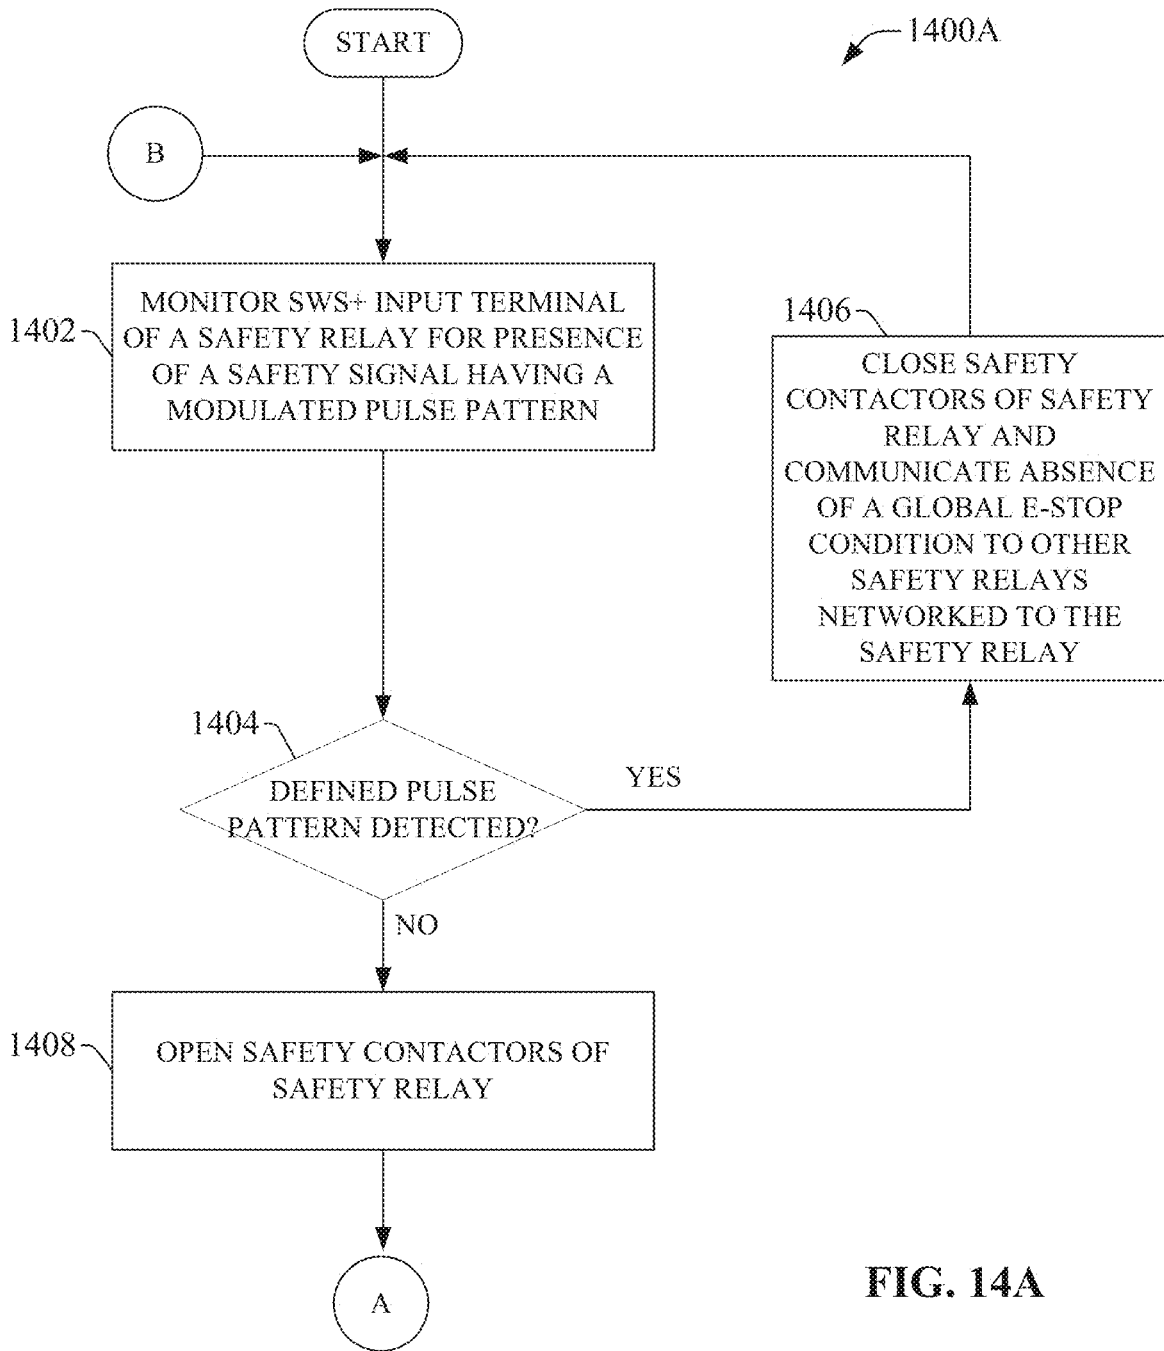 START
1400A
B
1402
MONITOR SWS+ INPUT TERMINAL
OF A SAFETY RELAY FOR PRESENCE
OF A SAFETY SIGNAL HAVING A
MODULATED PULSE PATTERN
1406
CLOSE SAFETY
CONTACTORS OF SAFETY
RELAY AND
COMMUNICATE ABSENCE
OF A GLOBAL E-STOP
CONDITION TO OTHER
SAFETY RELAYS
NETWORKED TO THE
SAFETY RELAY
1404
DEFINED PULSE
PATTERN DETECTED?
YES
NO
1408
OPEN SAFETY CONTACTORS OF
SAFETY RELAY
A
FIG. 14A